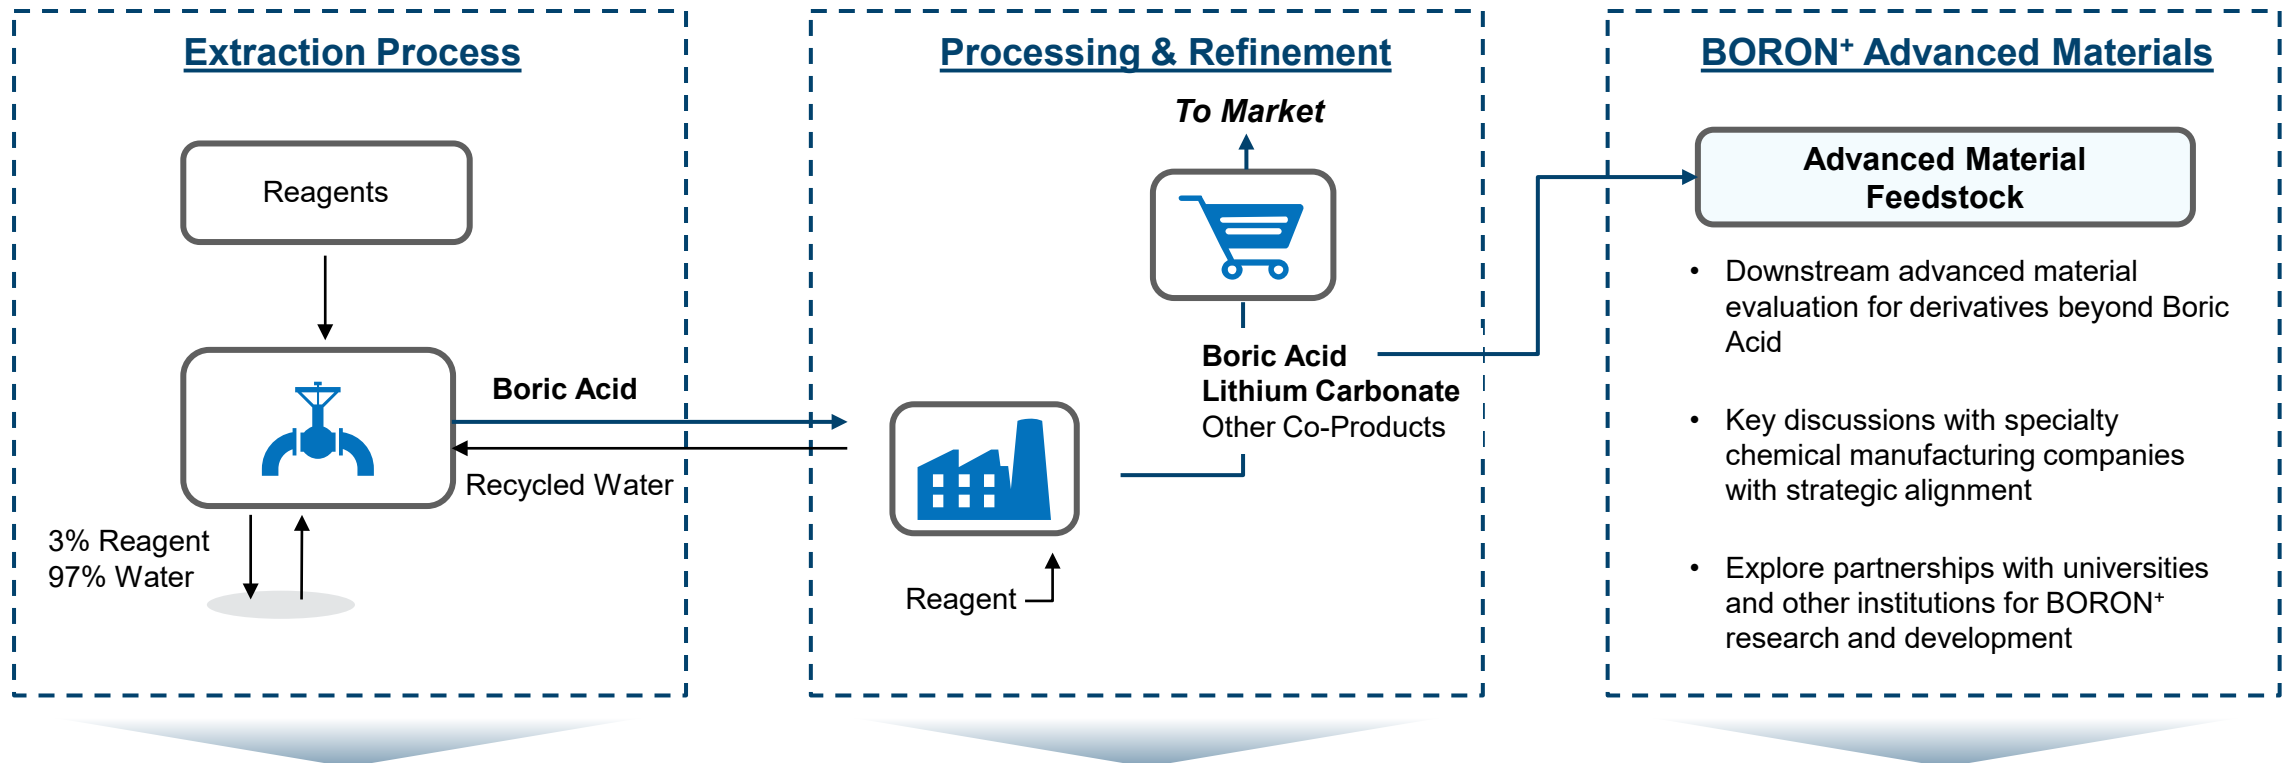 Extraction Process
Reagents
Boric Acid
Recycled Water
3% Reagent
97% Water
Processing & Refinement
To Market
Boric Acid
Lithium Carbonate
Other Co-Products
Reagent
BORON⁺ Advanced Materials
Advanced Material
Feedstock
• Downstream advanced material
evaluation for derivatives beyond Boric
Acid
• Key discussions with specialty
chemical manufacturing companies
with strategic alignment
• Explore partnerships with universities
and other institutions for BORON⁺
research and development